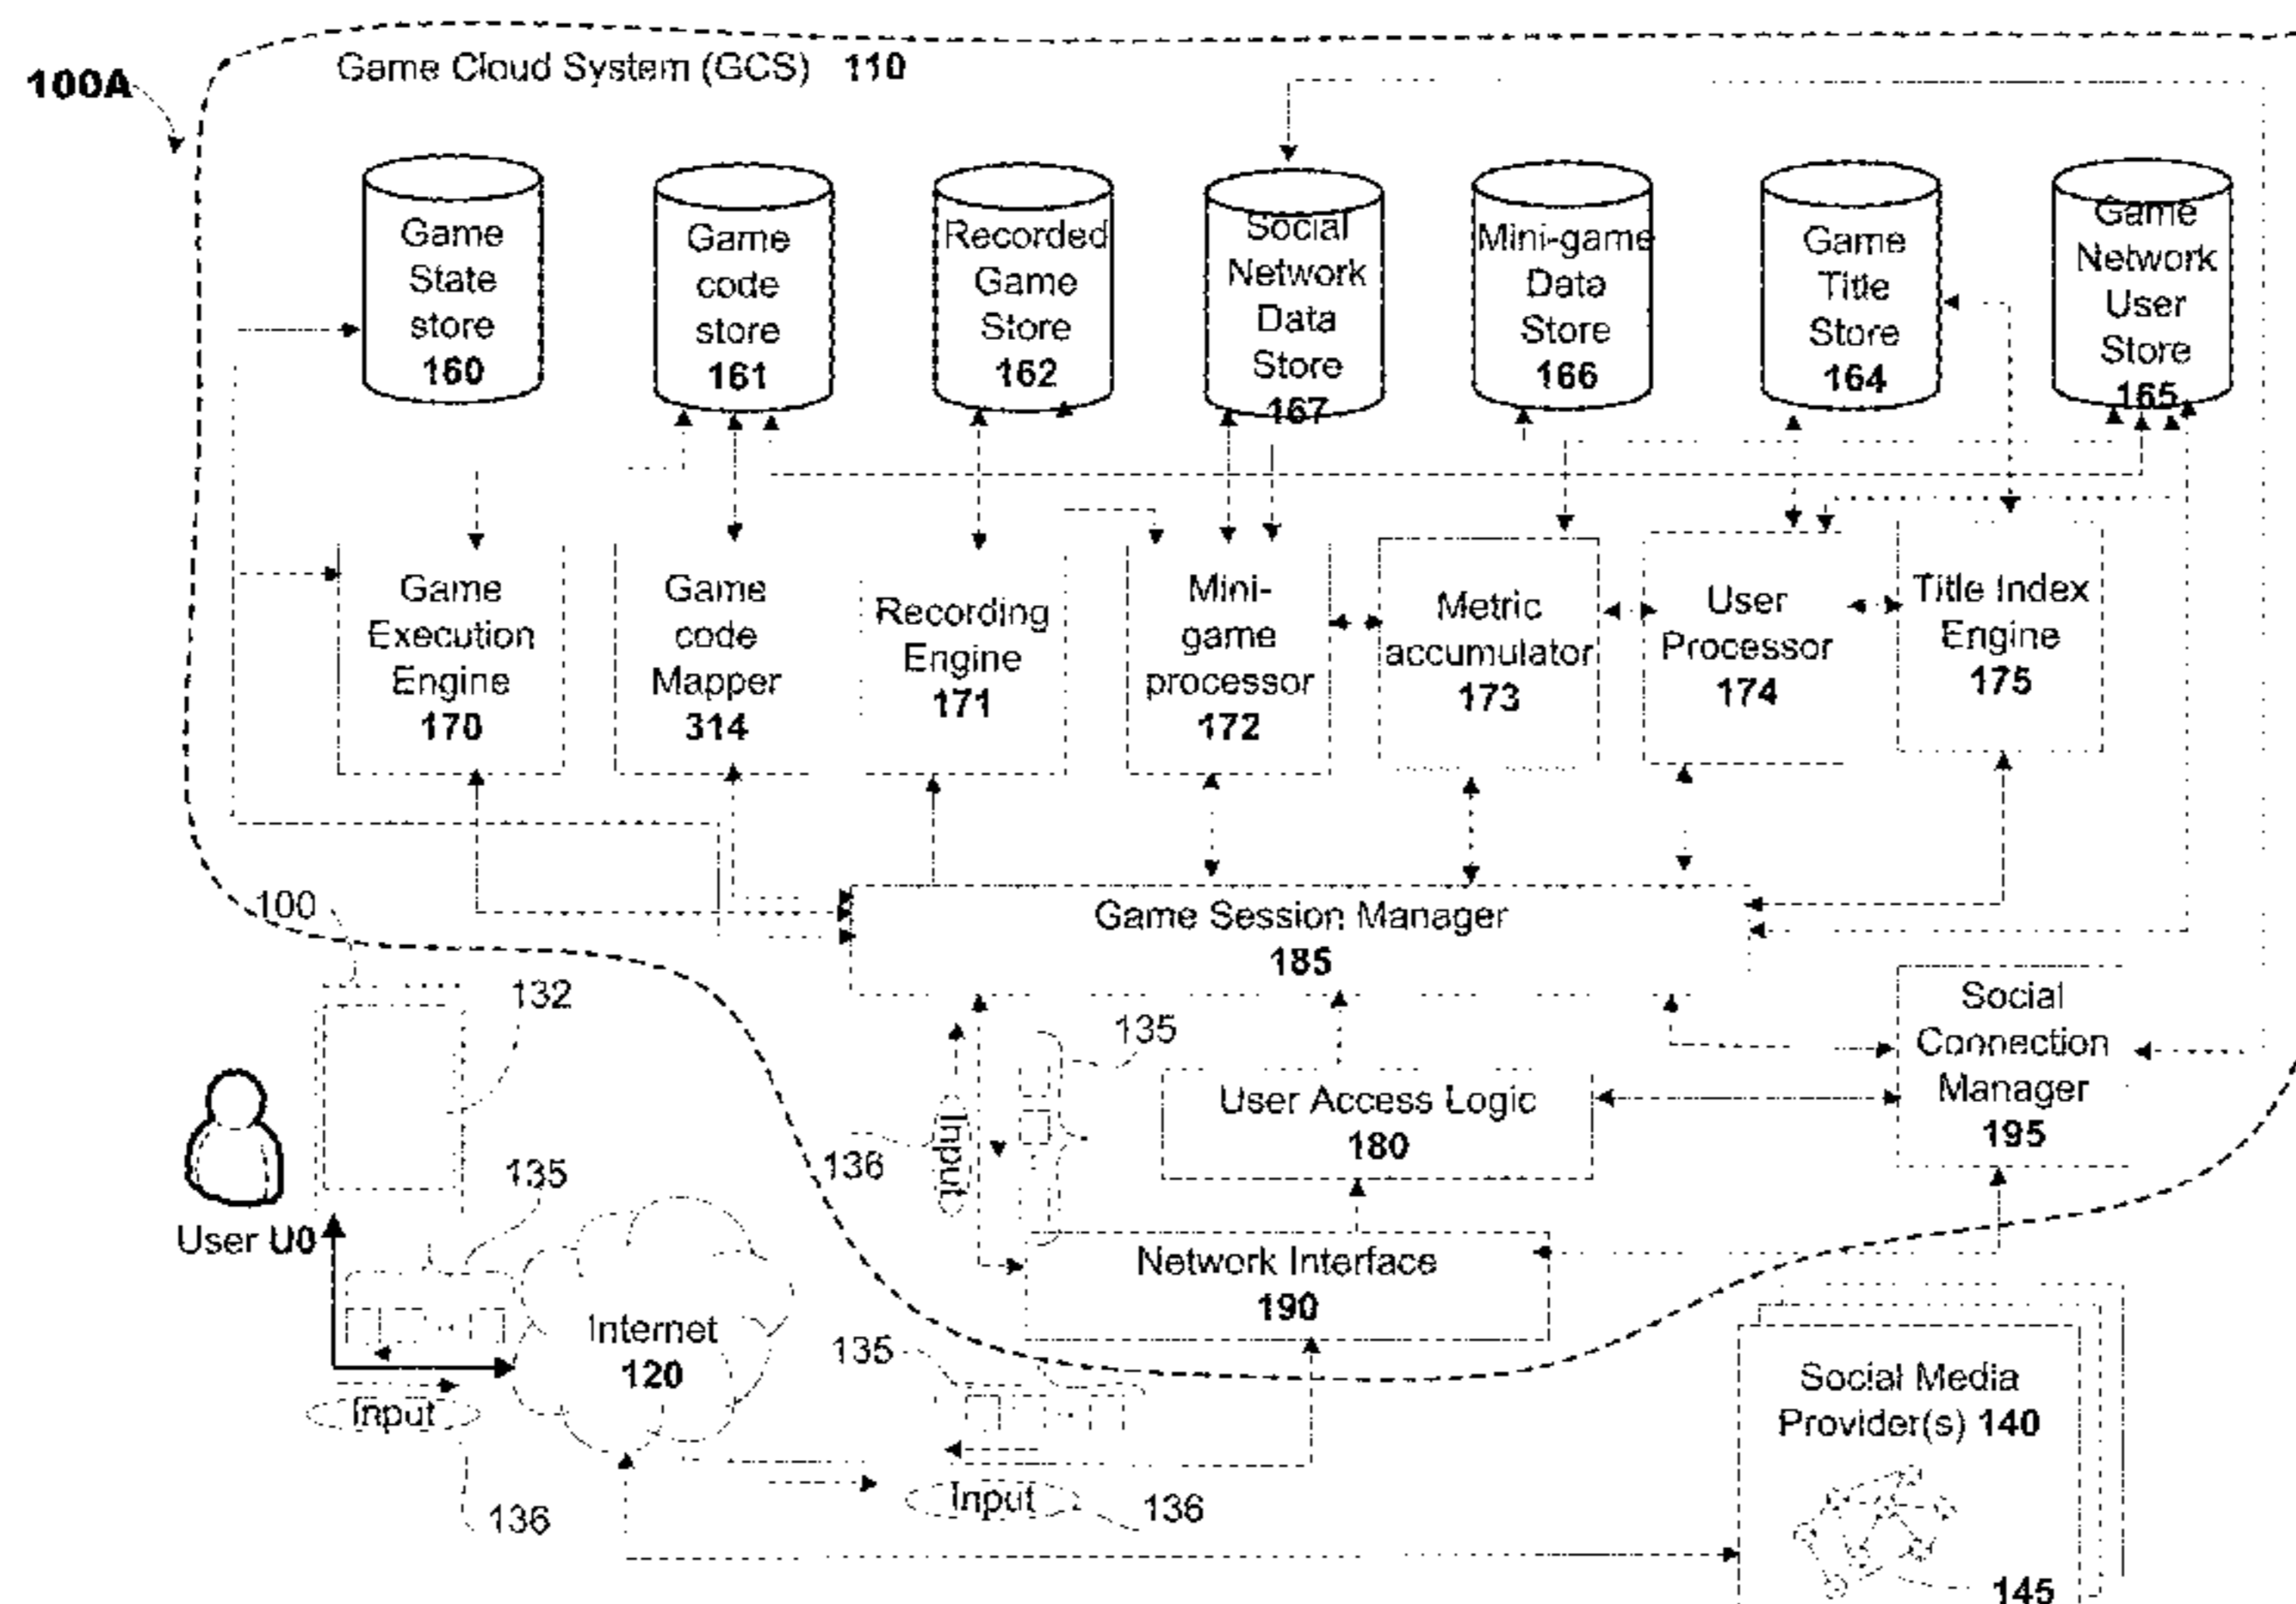 Game Cloud System (GCS) 110
100A
Game
State
store
160
Game
code
store
161
Recorded
Game
Store
162
Social
Network
Data
Store
167
Mini-game
Data
Store
166
Game
Title
Store
164
Game
Network
User
Store
165
Game
Execution
Engine
170
Game
code
Mapper
314
Recording
Engine
171
Mini-
game
processor
172
Metric
accumulator
173
User
Processor
174
Title Index
Engine
175
Game Session Manager
185
100
132
Social
Connection
Manager
195
135
User Access Logic
180
136
Input
135
User U0
Network Interface
190
Internet
120
135
Input
Social Media
Provider(s) 140
Input
136
136
145